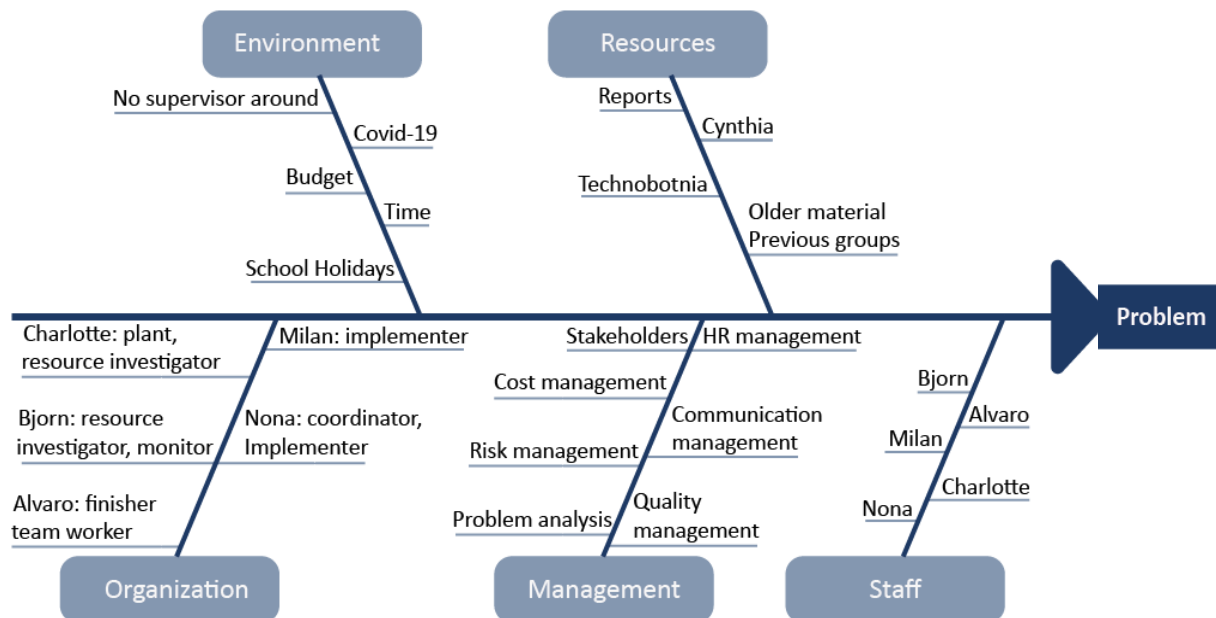 Environment
No supervisor around
Covid-19
Budget
Time
School Holidays
Resources
Reports
Cynthia
Technobotnia
Older material
Previous groups
Problem
Charlotte: plant,
resource investigator
Milan: implementer
Bjorn: resource
investigator, monitor
Nona: coordinator,
Implementer
Alvaro: finisher
team worker
Organization
Stakeholders
HR management
Cost management
Communication
management
Risk management
Problem analysis
Quality
management
Management
Bjorn
Alvaro
Milan
Charlotte
Nona
Staff